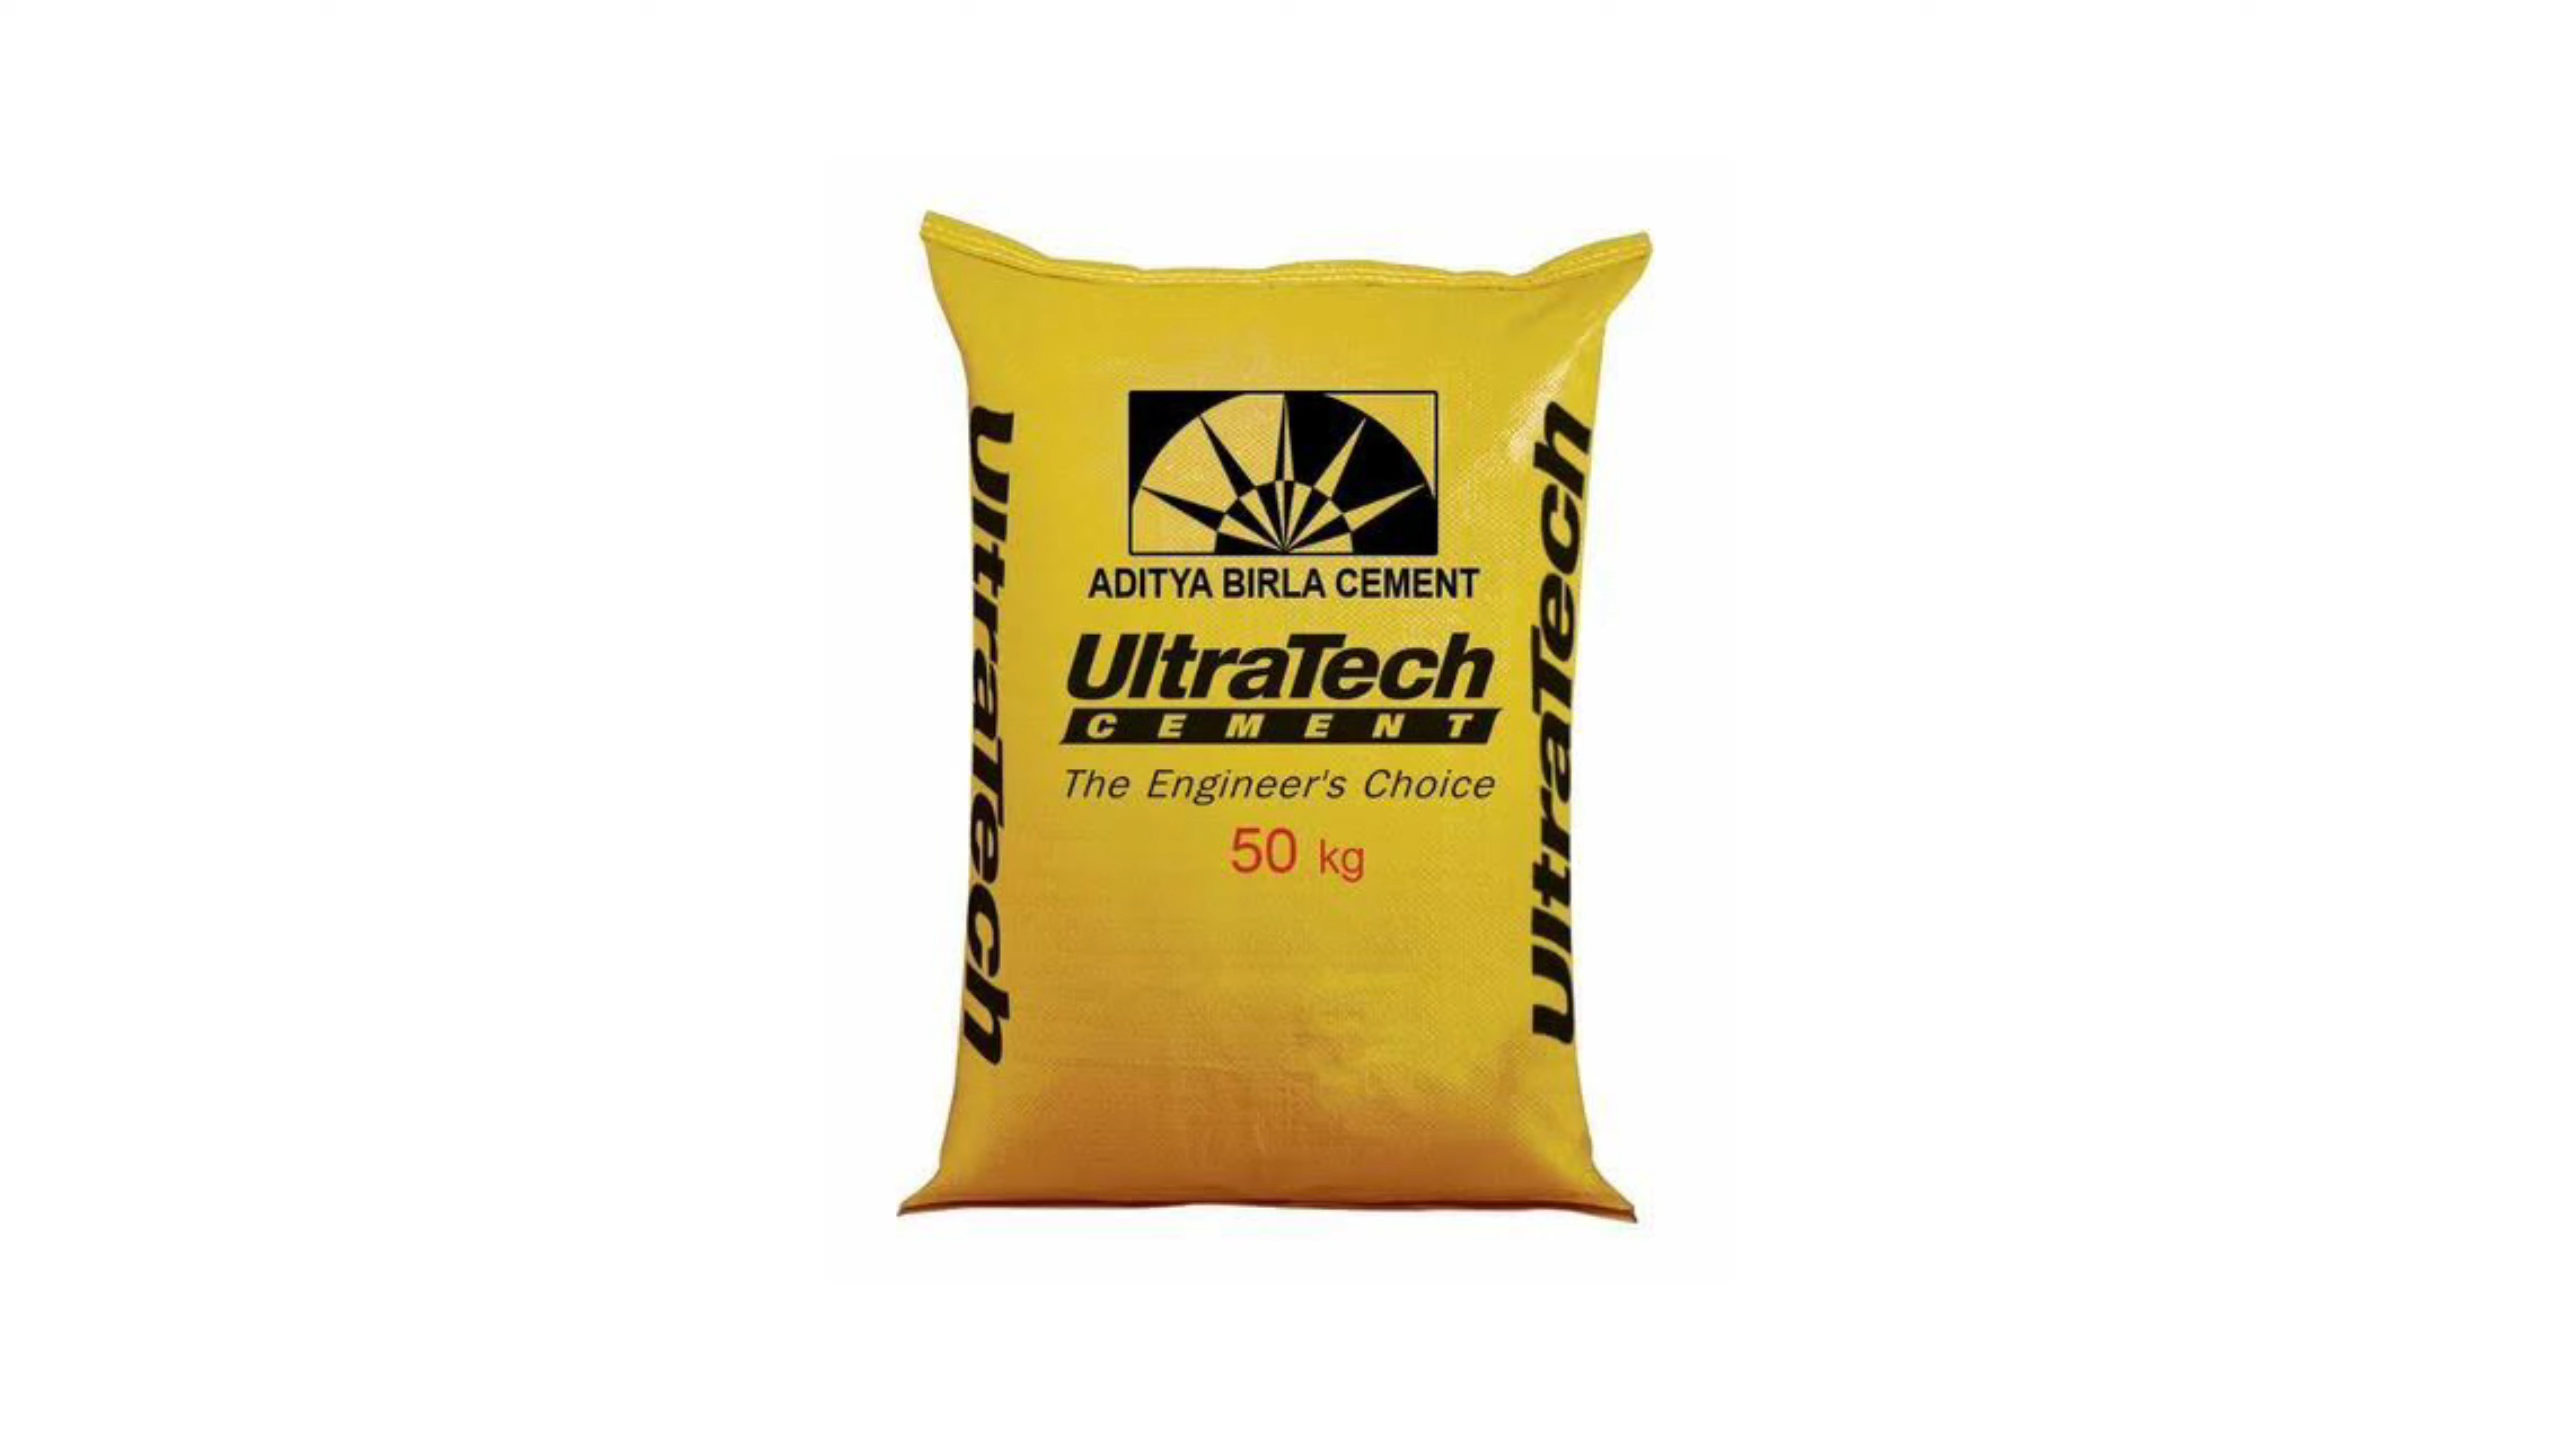 ADITYA BIRLA CEMENT
UltraTech
CEMENT
The Engineer's Choice
50 kg
UltraTech
UltraTech